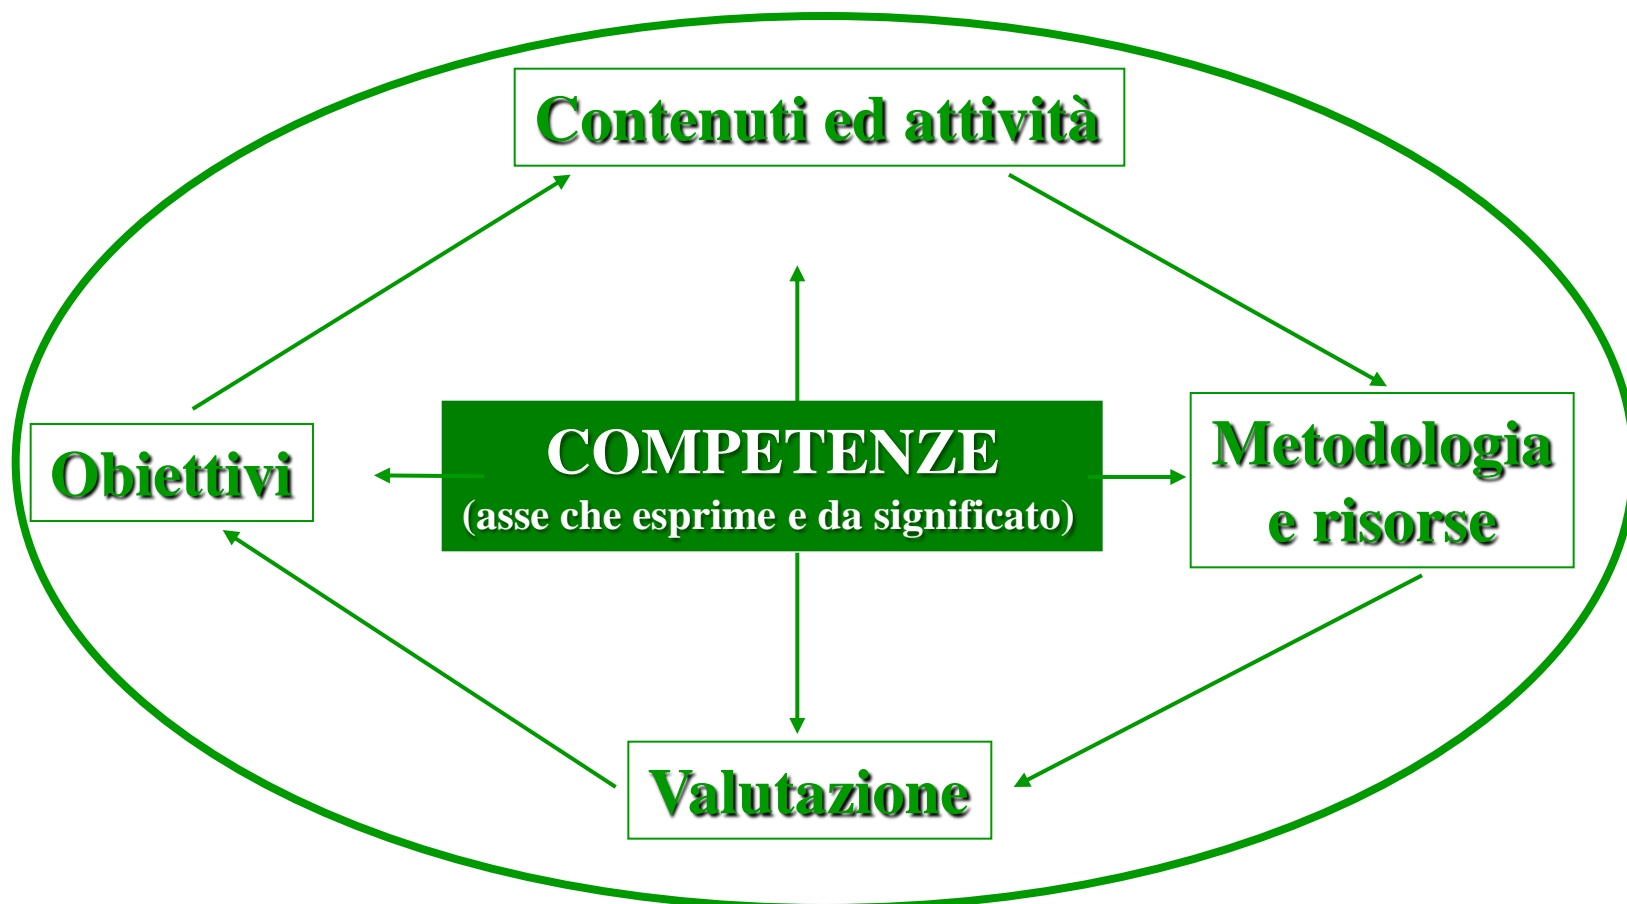 Contenuti ed attività
Obiettivi
COMPETENZE
(asse che esprime e da significato)
Metodologia
e risorse
Valutazione